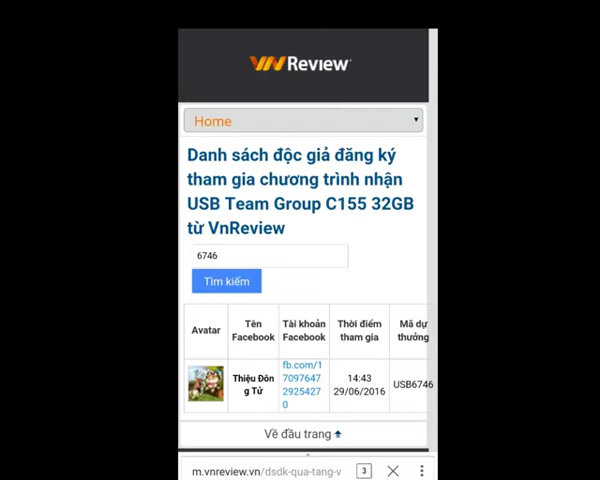 VN Review
Home
Danh sách độc giả đăng ký
tham gia chương trình nhận
USB Team Group C155 32GB
từ VnReview
6746
Tìm kiếm
Avatar
Tên
Facebook
Tài khoản
Facebook
Thời điểm
tham gia
Mã dự
thưởng
Thiệu Đôn
g Tử
fb.com/1
7097647
2925427
0
14:43
29/06/2016
USB6746
Về đầu trang
m.vnreview.vn/dsdk-qua-tang-v
3